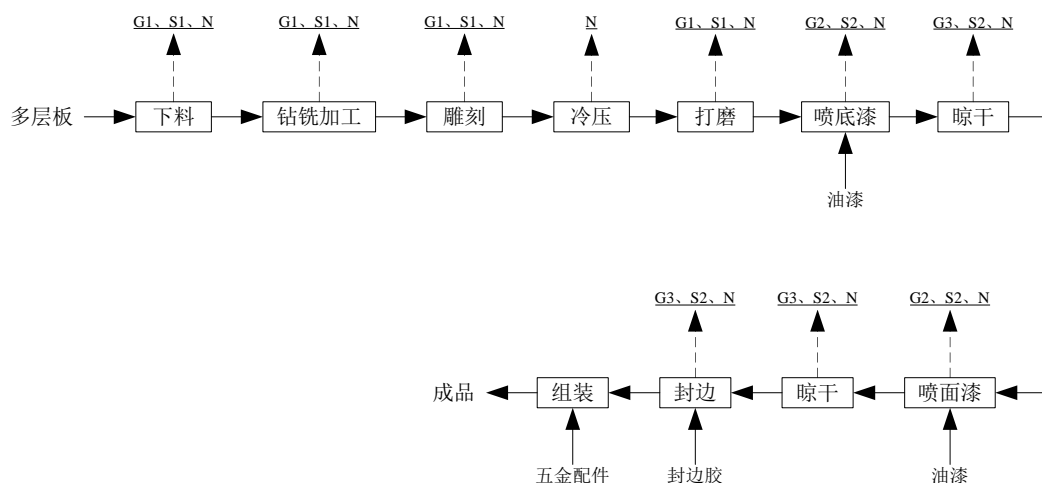 G1、S1、N G1、S1、N G1、S1、N N G1、S1、N G2、S2、N G3、S2、N
多层板 下料 钻铣加工 雕刻 冷压 打磨 喷底漆 晾干
油漆
G3、S2、N G3、S2、N G2、S2、N
成品 组装 封边 晾干 喷面漆
五金配件 封边胶 油漆